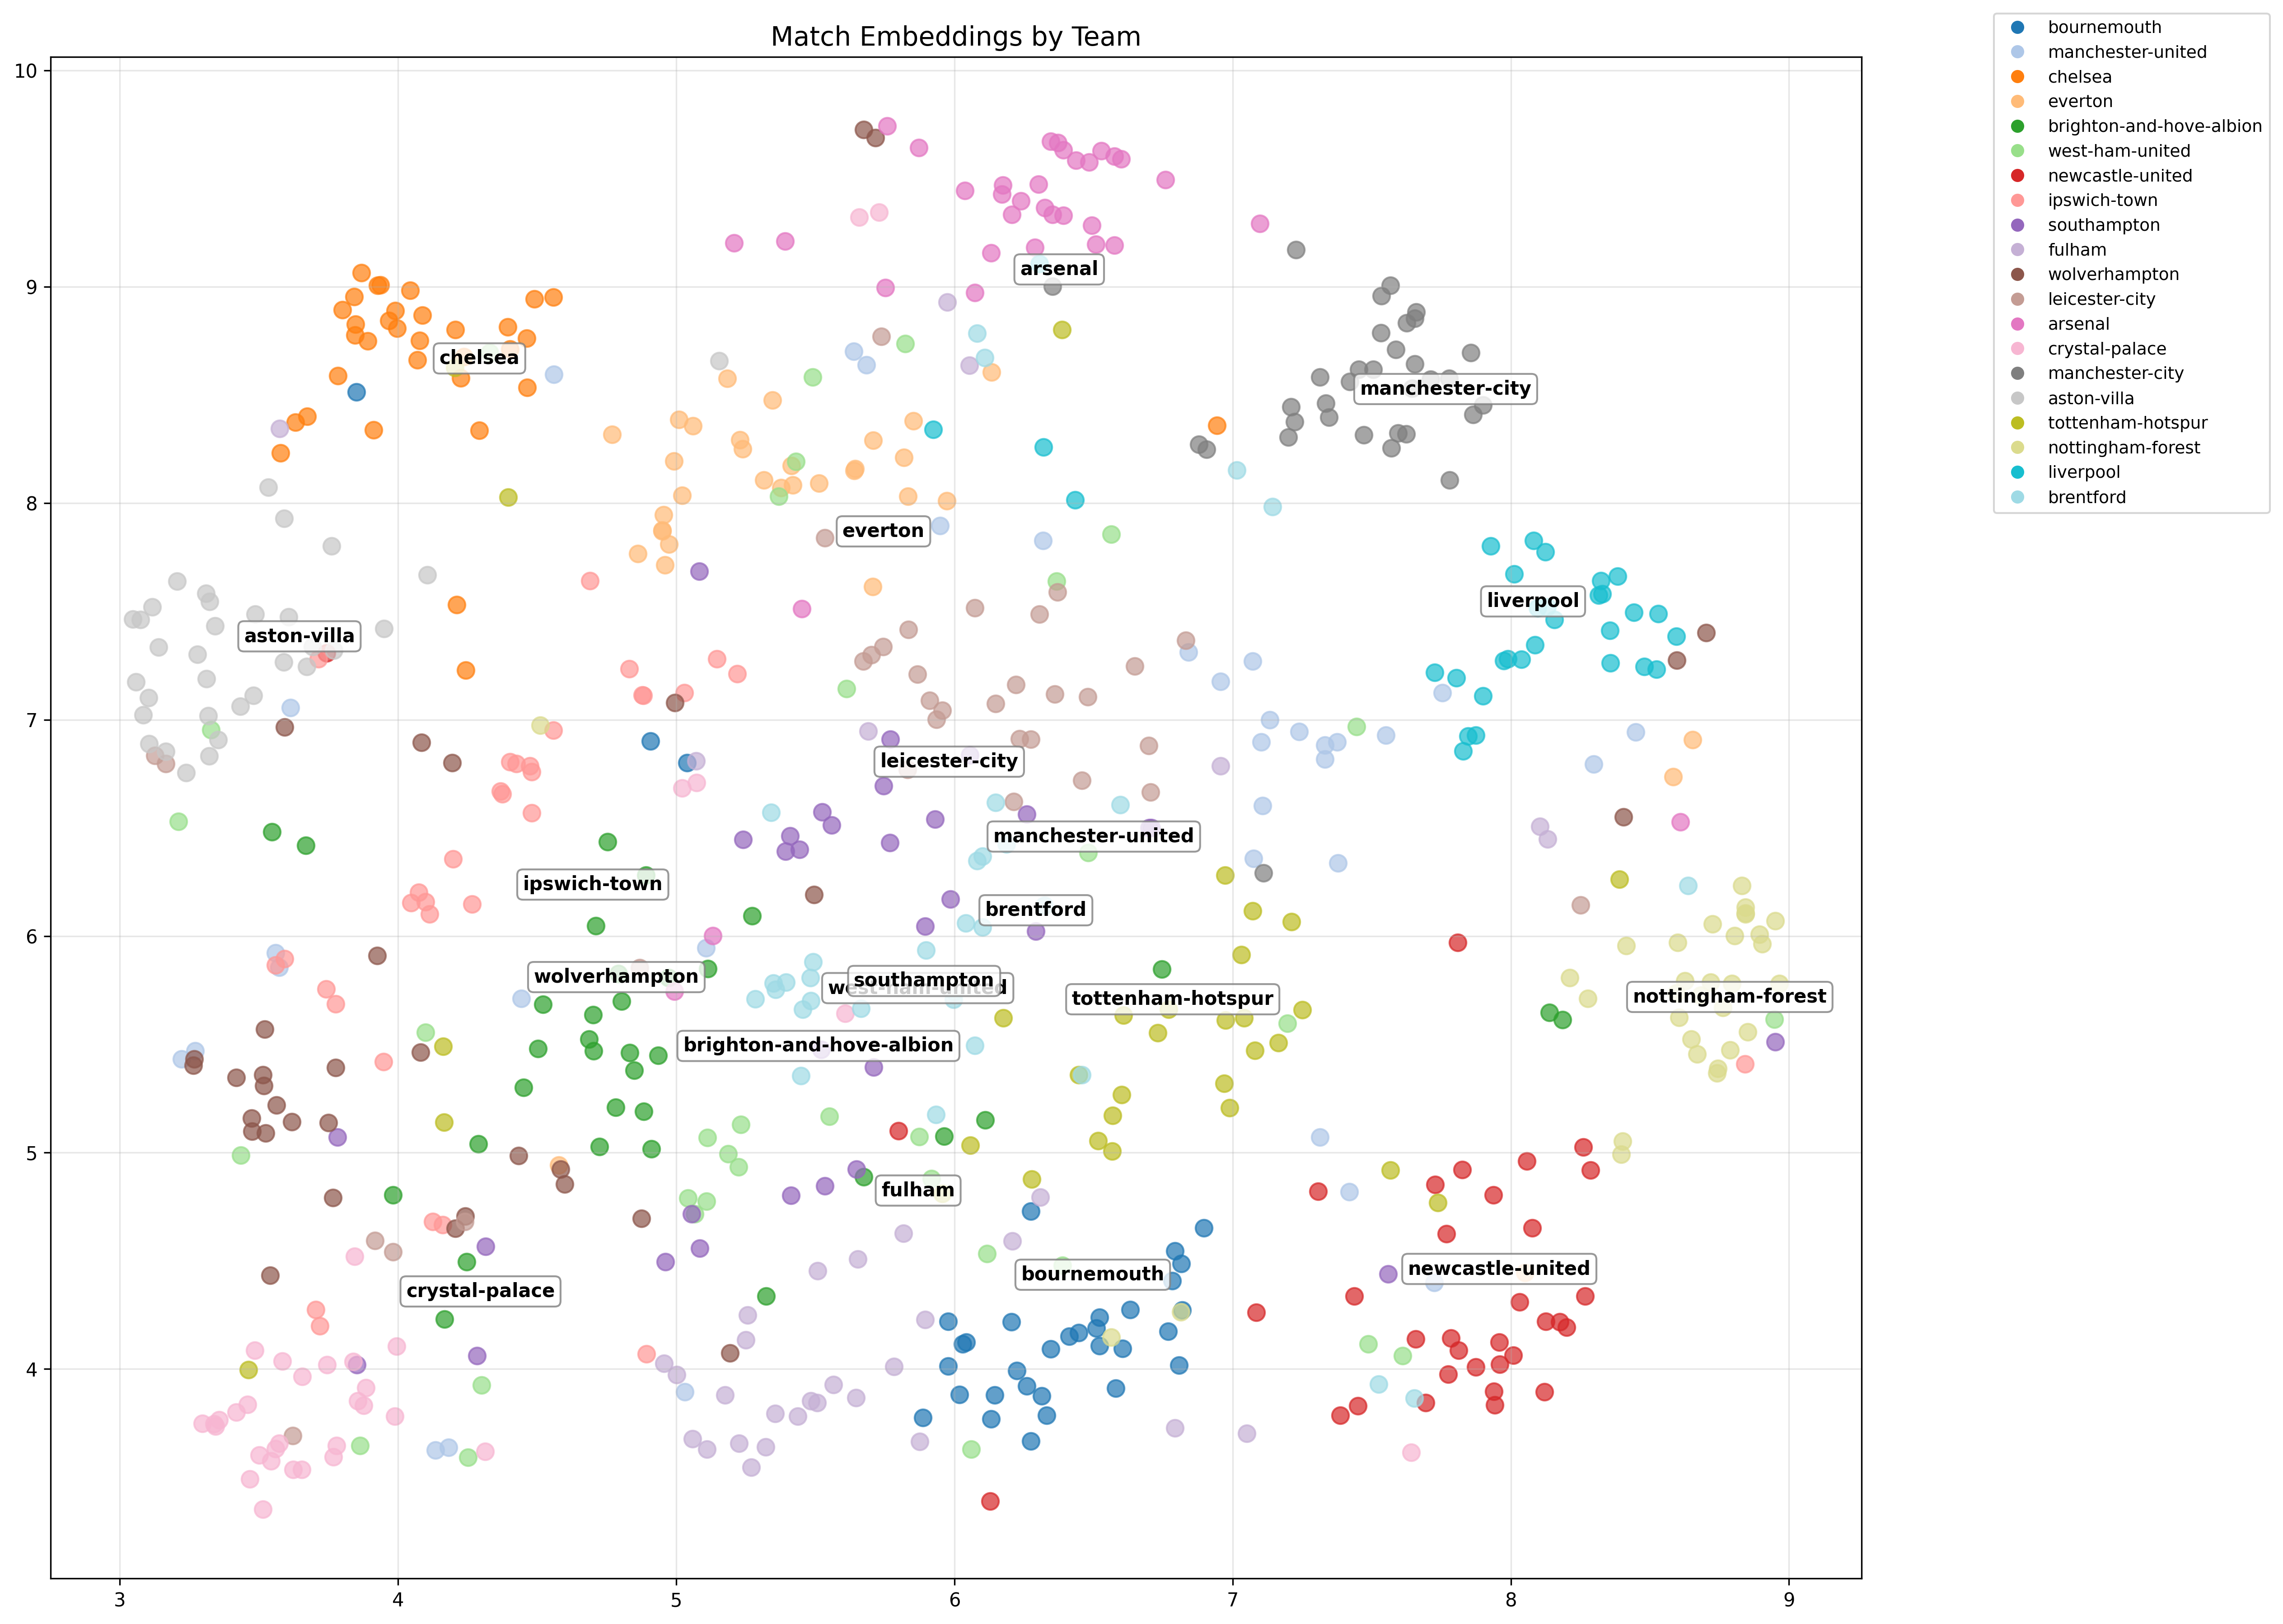 Match Embeddings by Team
bournemouth
manchester-united
chelsea
everton
brighton-and-hove-albion
west-ham-united
newcastle-united
ipswich-town
southampton
fulham
wolverhampton
leicester-city
arsenal
crystal-palace
manchester-city
aston-villa
tottenham-hotspur
nottingham-forest
liverpool
brentford
10
9
8
7
6
5
4
arsenal
chelsea
manchester-city
everton
liverpool
aston-villa
leicester-city
manchester-united
ipswich-town
brentford
wolverhampton
southampton
west-ham-united
tottenham-hotspur
nottingham-forest
brighton-and-hove-albion
fulham
bournemouth
newcastle-united
crystal-palace
3 4 5 6 7 8 9